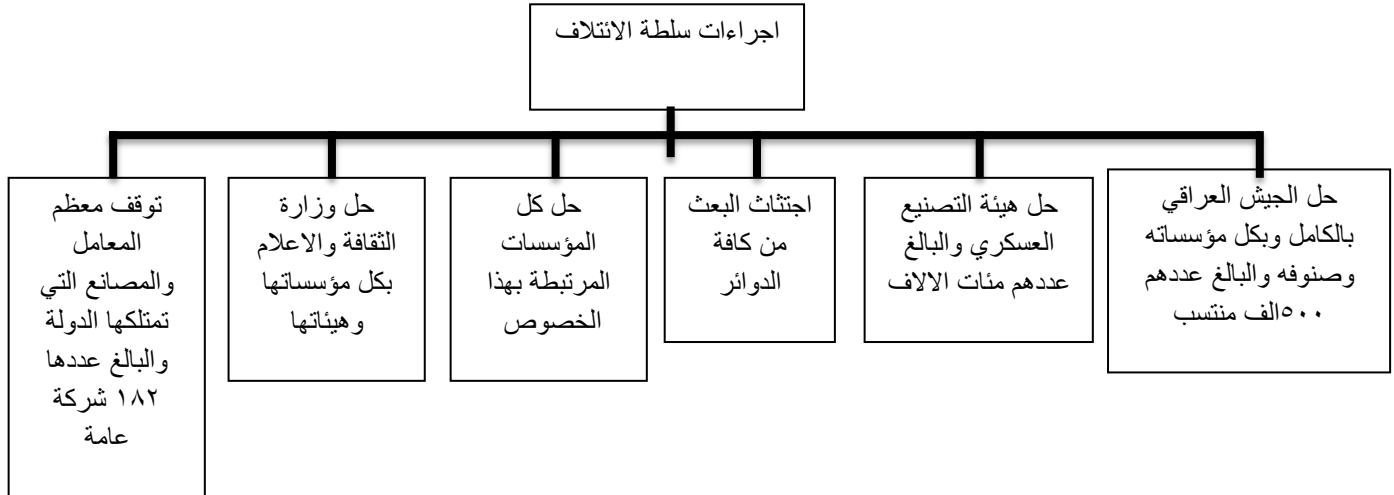 اجراءات سلطة الائتلاف
حل الجيش العراقي
بالكامل وبكل مؤسساته
وصنوفه والبالغ عددهم
٥٠٠الف منتسب
حل هيئة التصنيع
العسكري والبالغ
عددهم مئات الالاف
اجتثاث البعث
من كافة
الدوائر
حل كل
المؤسسات
المرتبطة بهذا
الخصوص
حل وزارة
الثقافة والاعلام
بكل مؤسساتها
وهيئاتها
توقف معظم
المعامل
والمصانع التي
تمتلكها الدولة
والبالغ عددها
١٨٢ شركة
عامة